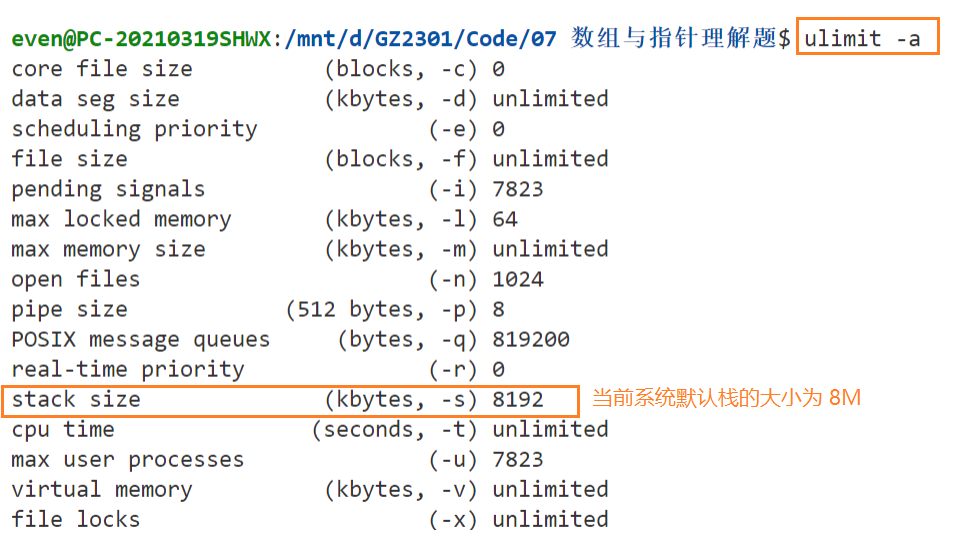 even@PC-20210319SHWX:/mnt/d/GZ2301/Code/07 数组与指针理解题$ ulimit -a
core file size (blocks, -c) 0
data seg size (kbytes, -d) unlimited
scheduling priority (-e) 0
file size (blocks, -f) unlimited
pending signals (-i) 7823
max locked memory (kbytes, -l) 64
max memory size (kbytes, -m) unlimited
open files (-n) 1024
pipe size (512 bytes, -p) 8
POSIX message queues (bytes, -q) 819200
real-time priority (-r) 0
stack size (kbytes, -s) 8192 当前系统默认栈的大小为 8M
cpu time (seconds, -t) unlimited
max user processes (-u) 7823
virtual memory (kbytes, -v) unlimited
file locks (-x) unlimited